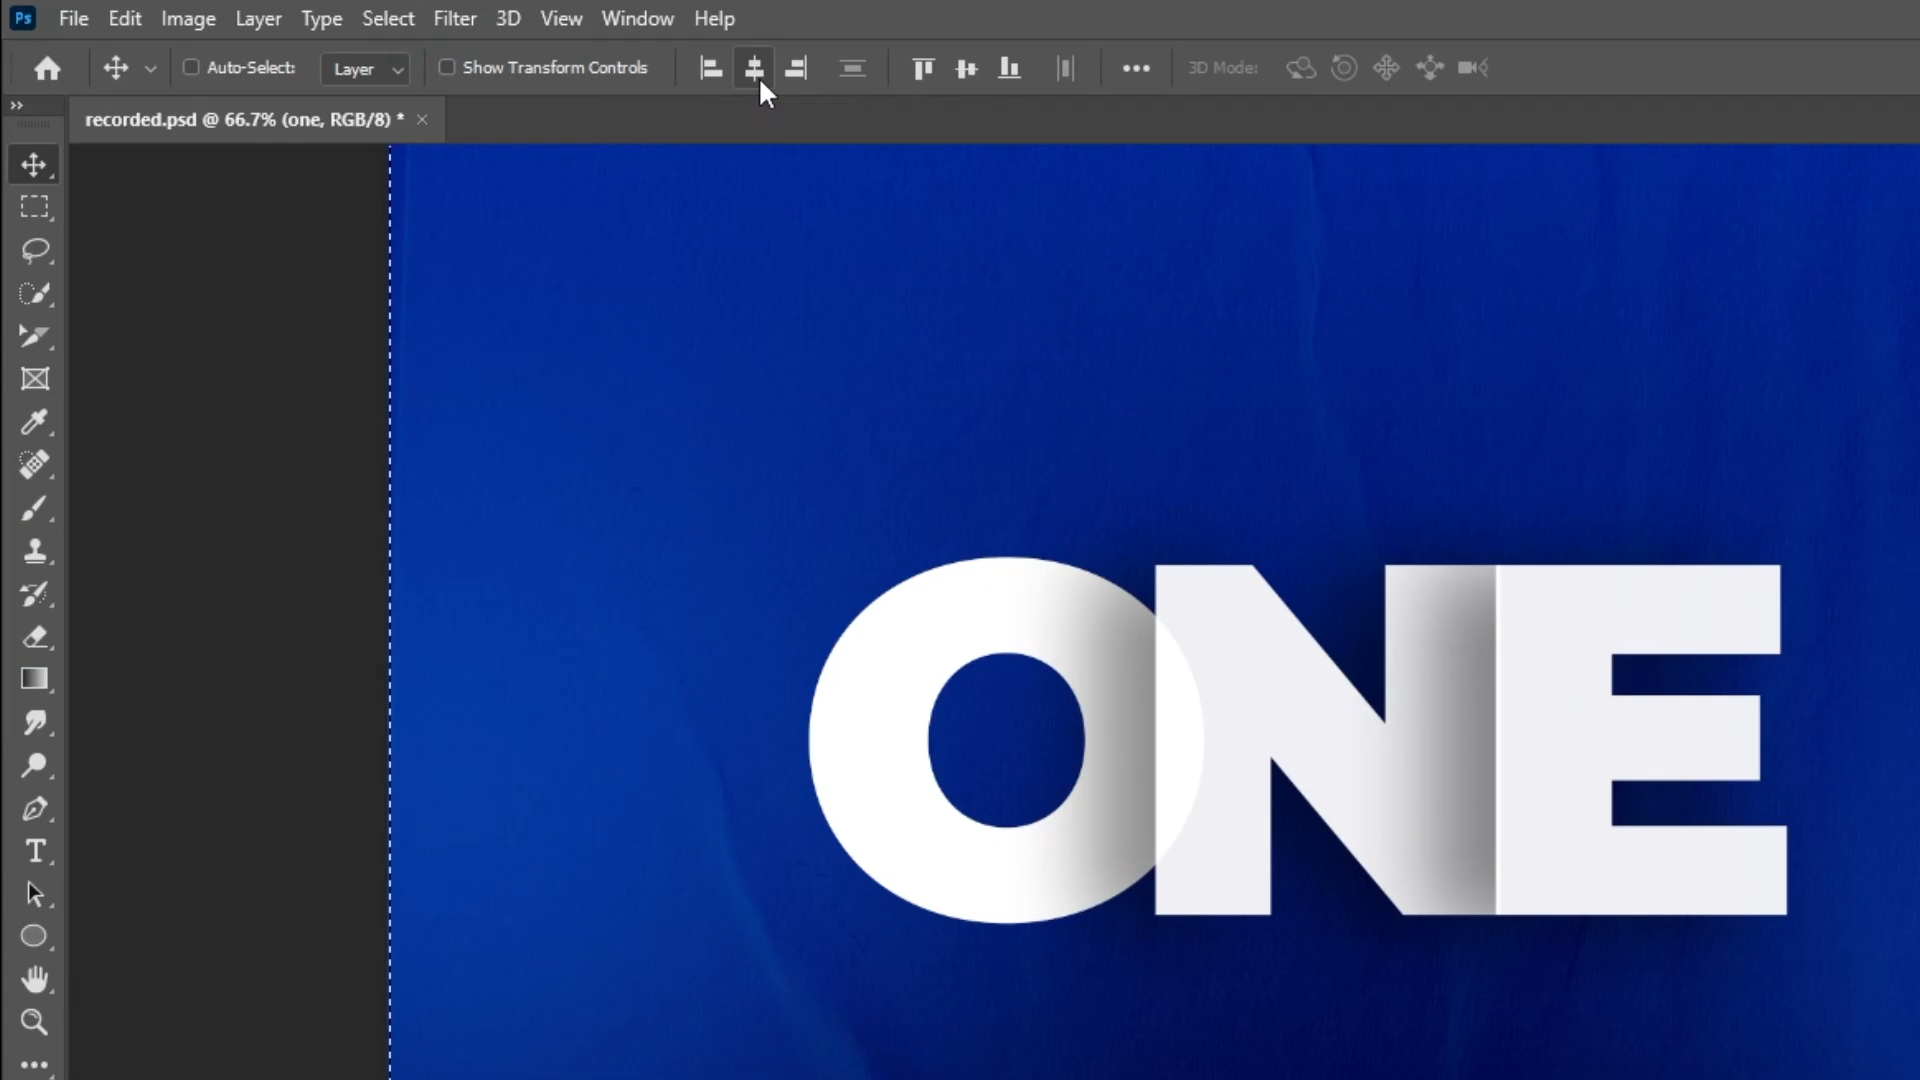 Ps File Edit Image Layer Type Select Filter 3D View Window Help
Auto-Select: Layer Show Transform Controls 3D Mode:
recorded.psd @ 66.7% (one, RGB/8) * ×
ONE